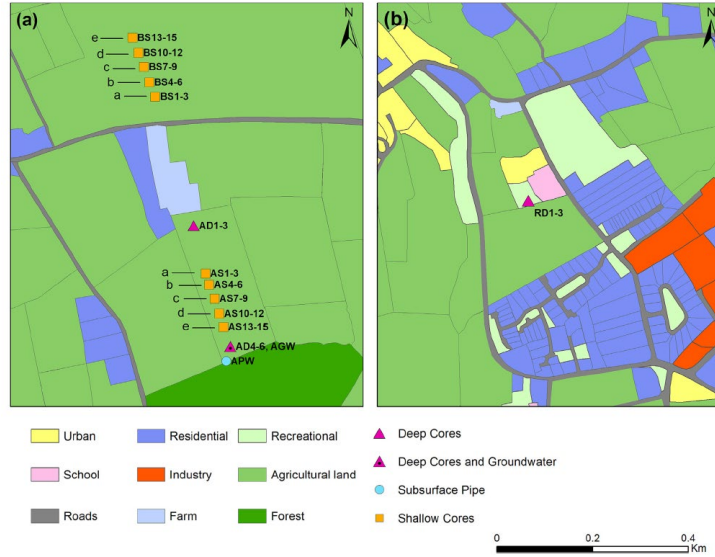 (a)
N
e BS13-15
d BS10-12
c BS7-9
b BS4-6
a BS1-3
AD1-3
a AS1-3
b AS4-6
c AS7-9
d AS10-12
e AS13-15
AD4-6, AGW
APW
(b)
N
RD1-3
Urban
Residential
Recreational
School
Industry
Agricultural land
Roads
Farm
Forest
Deep Cores
Deep Cores and Groundwater
Subsurface Pipe
Shallow Cores
0 0.2 0.4
Km